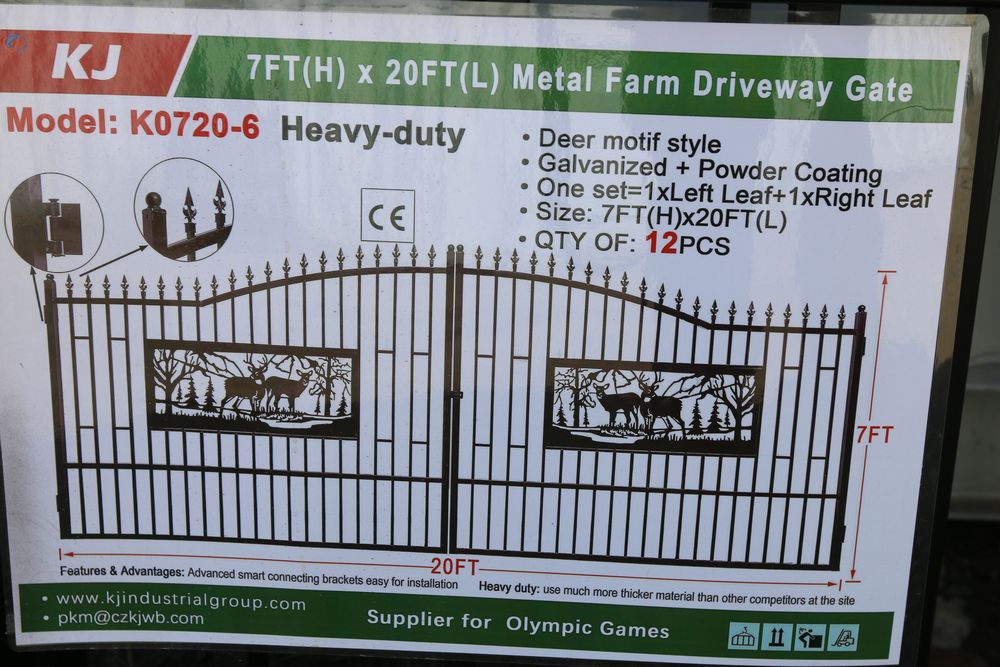 KJ
7FT(H) x 20FT(L) Metal Farm Driveway Gate
Model: K0720-6 Heavy-duty
• Deer motif style
• Galvanized + Powder Coating
• One set=1xLeft Leaf+1xRight Leaf
• Size: 7FT(H)x20FT(L)
• QTY OF: 12PCS
CE
7FT
20FT
Features & Advantages: Advanced smart connecting brackets easy for installation Heavy duty: use much more thicker material than other competitors at the site
• www.kjindustrialgroup.com
• pkm@czkjwb.com
Supplier for Olympic Games